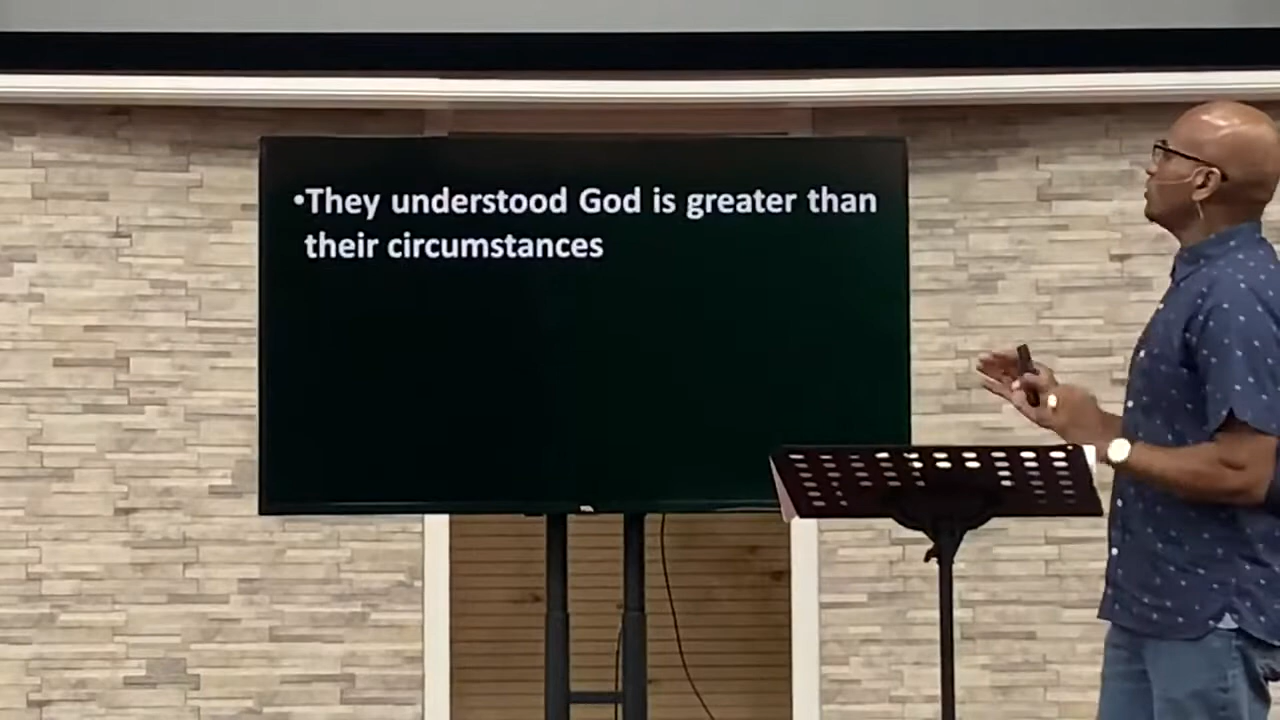 •They understood God is greater than
their circumstances